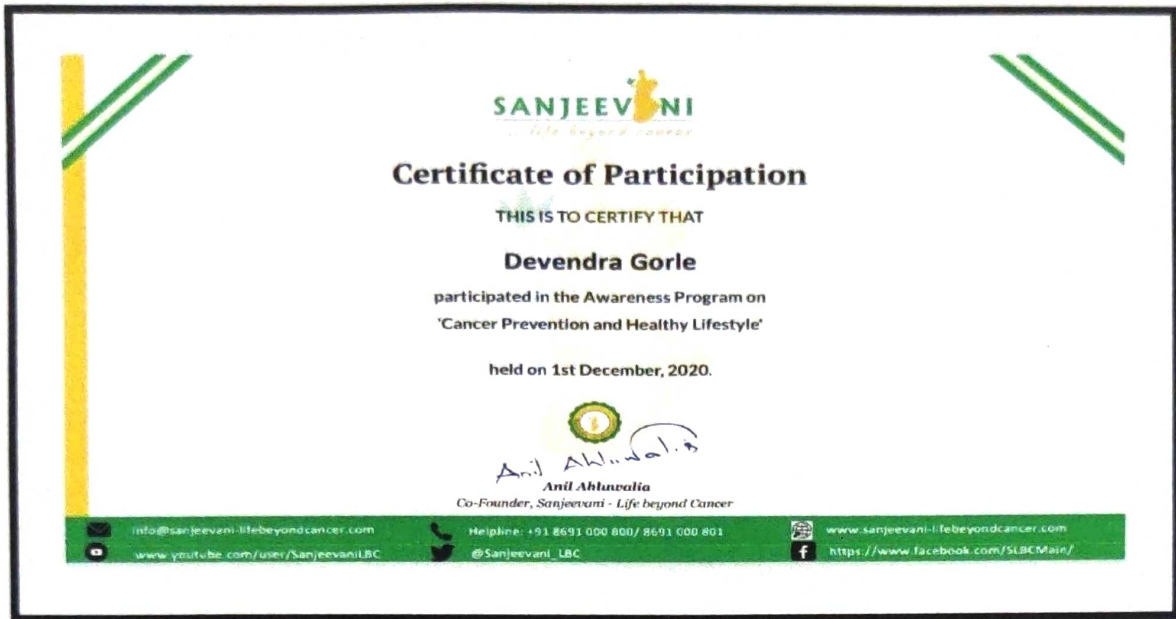 SANJEEVANI
...life beyond cancer
Certificate of Participation
THIS IS TO CERTIFY THAT
Devendra Gorle
participated in the Awareness Program on
'Cancer Prevention and Healthy Lifestyle'
held on 1st December, 2020.
Anil Ahluwalia
Anil Ahluwalia
Co-Founder, Sanjeevani - Life beyond Cancer
info@sanjeevani-lifebeyondcancer.com
Helpline: +91 8691 000 800/ 8691 000 801
www.sanjeevani-lifebeyondcancer.com
www.youtube.com/user/SanjeevaniLBC
@Sanjeevani_LBC
https://www.facebook.com/SLBCMain/